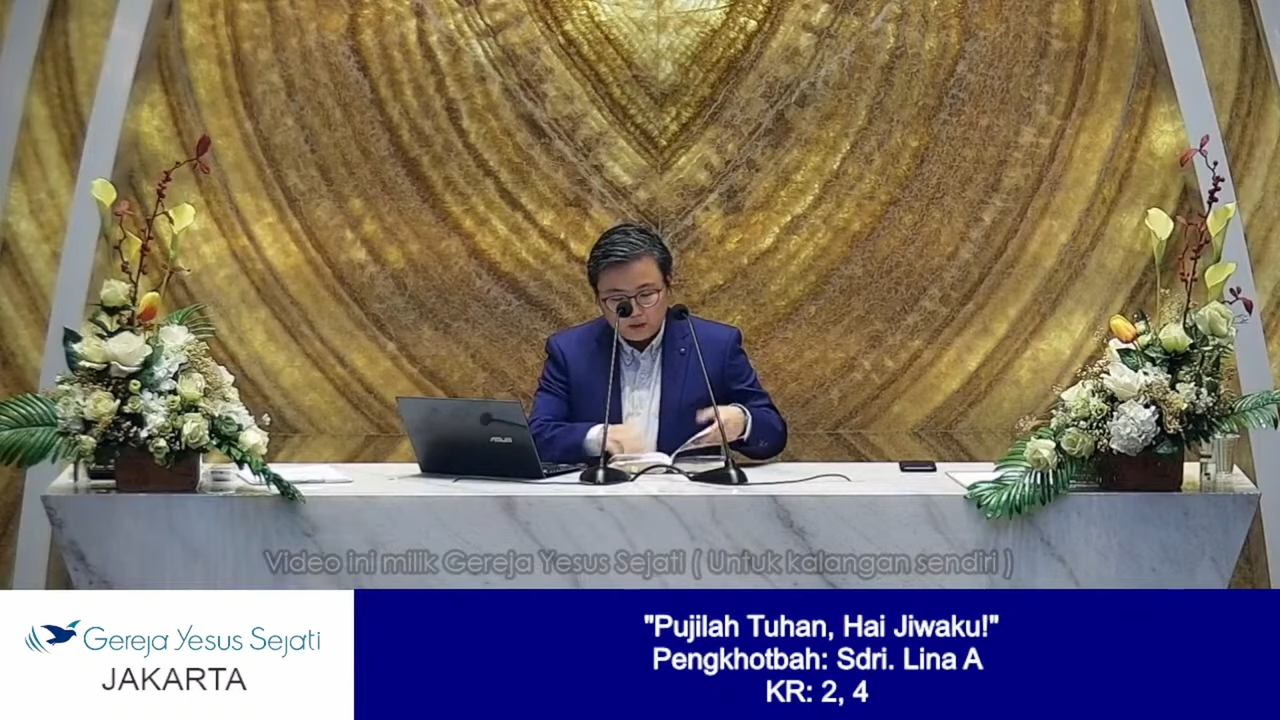 ASUS
Video ini milik Gereja Yesus Sejati ( Untuk kalangan sendiri )
Gereja Yesus Sejati
JAKARTA
"Pujilah Tuhan, Hai Jiwaku!"
Pengkhotbah: Sdri. Lina A
KR: 2, 4